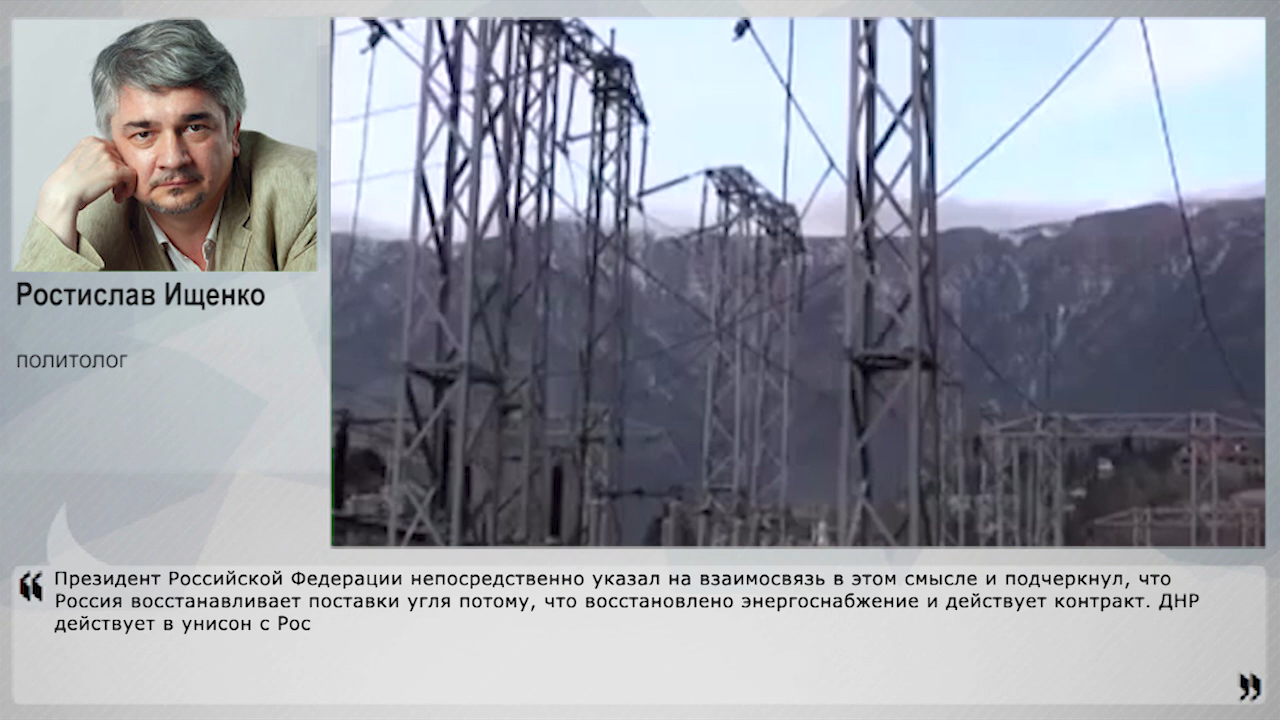 Ростислав Ищенко
политолог
“ Президент Российской Федерации непосредственно указал на взаимосвязь в этом смысле и подчеркнул, что
Россия восстанавливает поставки угля потому, что восстановлено энергоснабжение и действует контракт. ДНР
действует в унисон с Рос
”